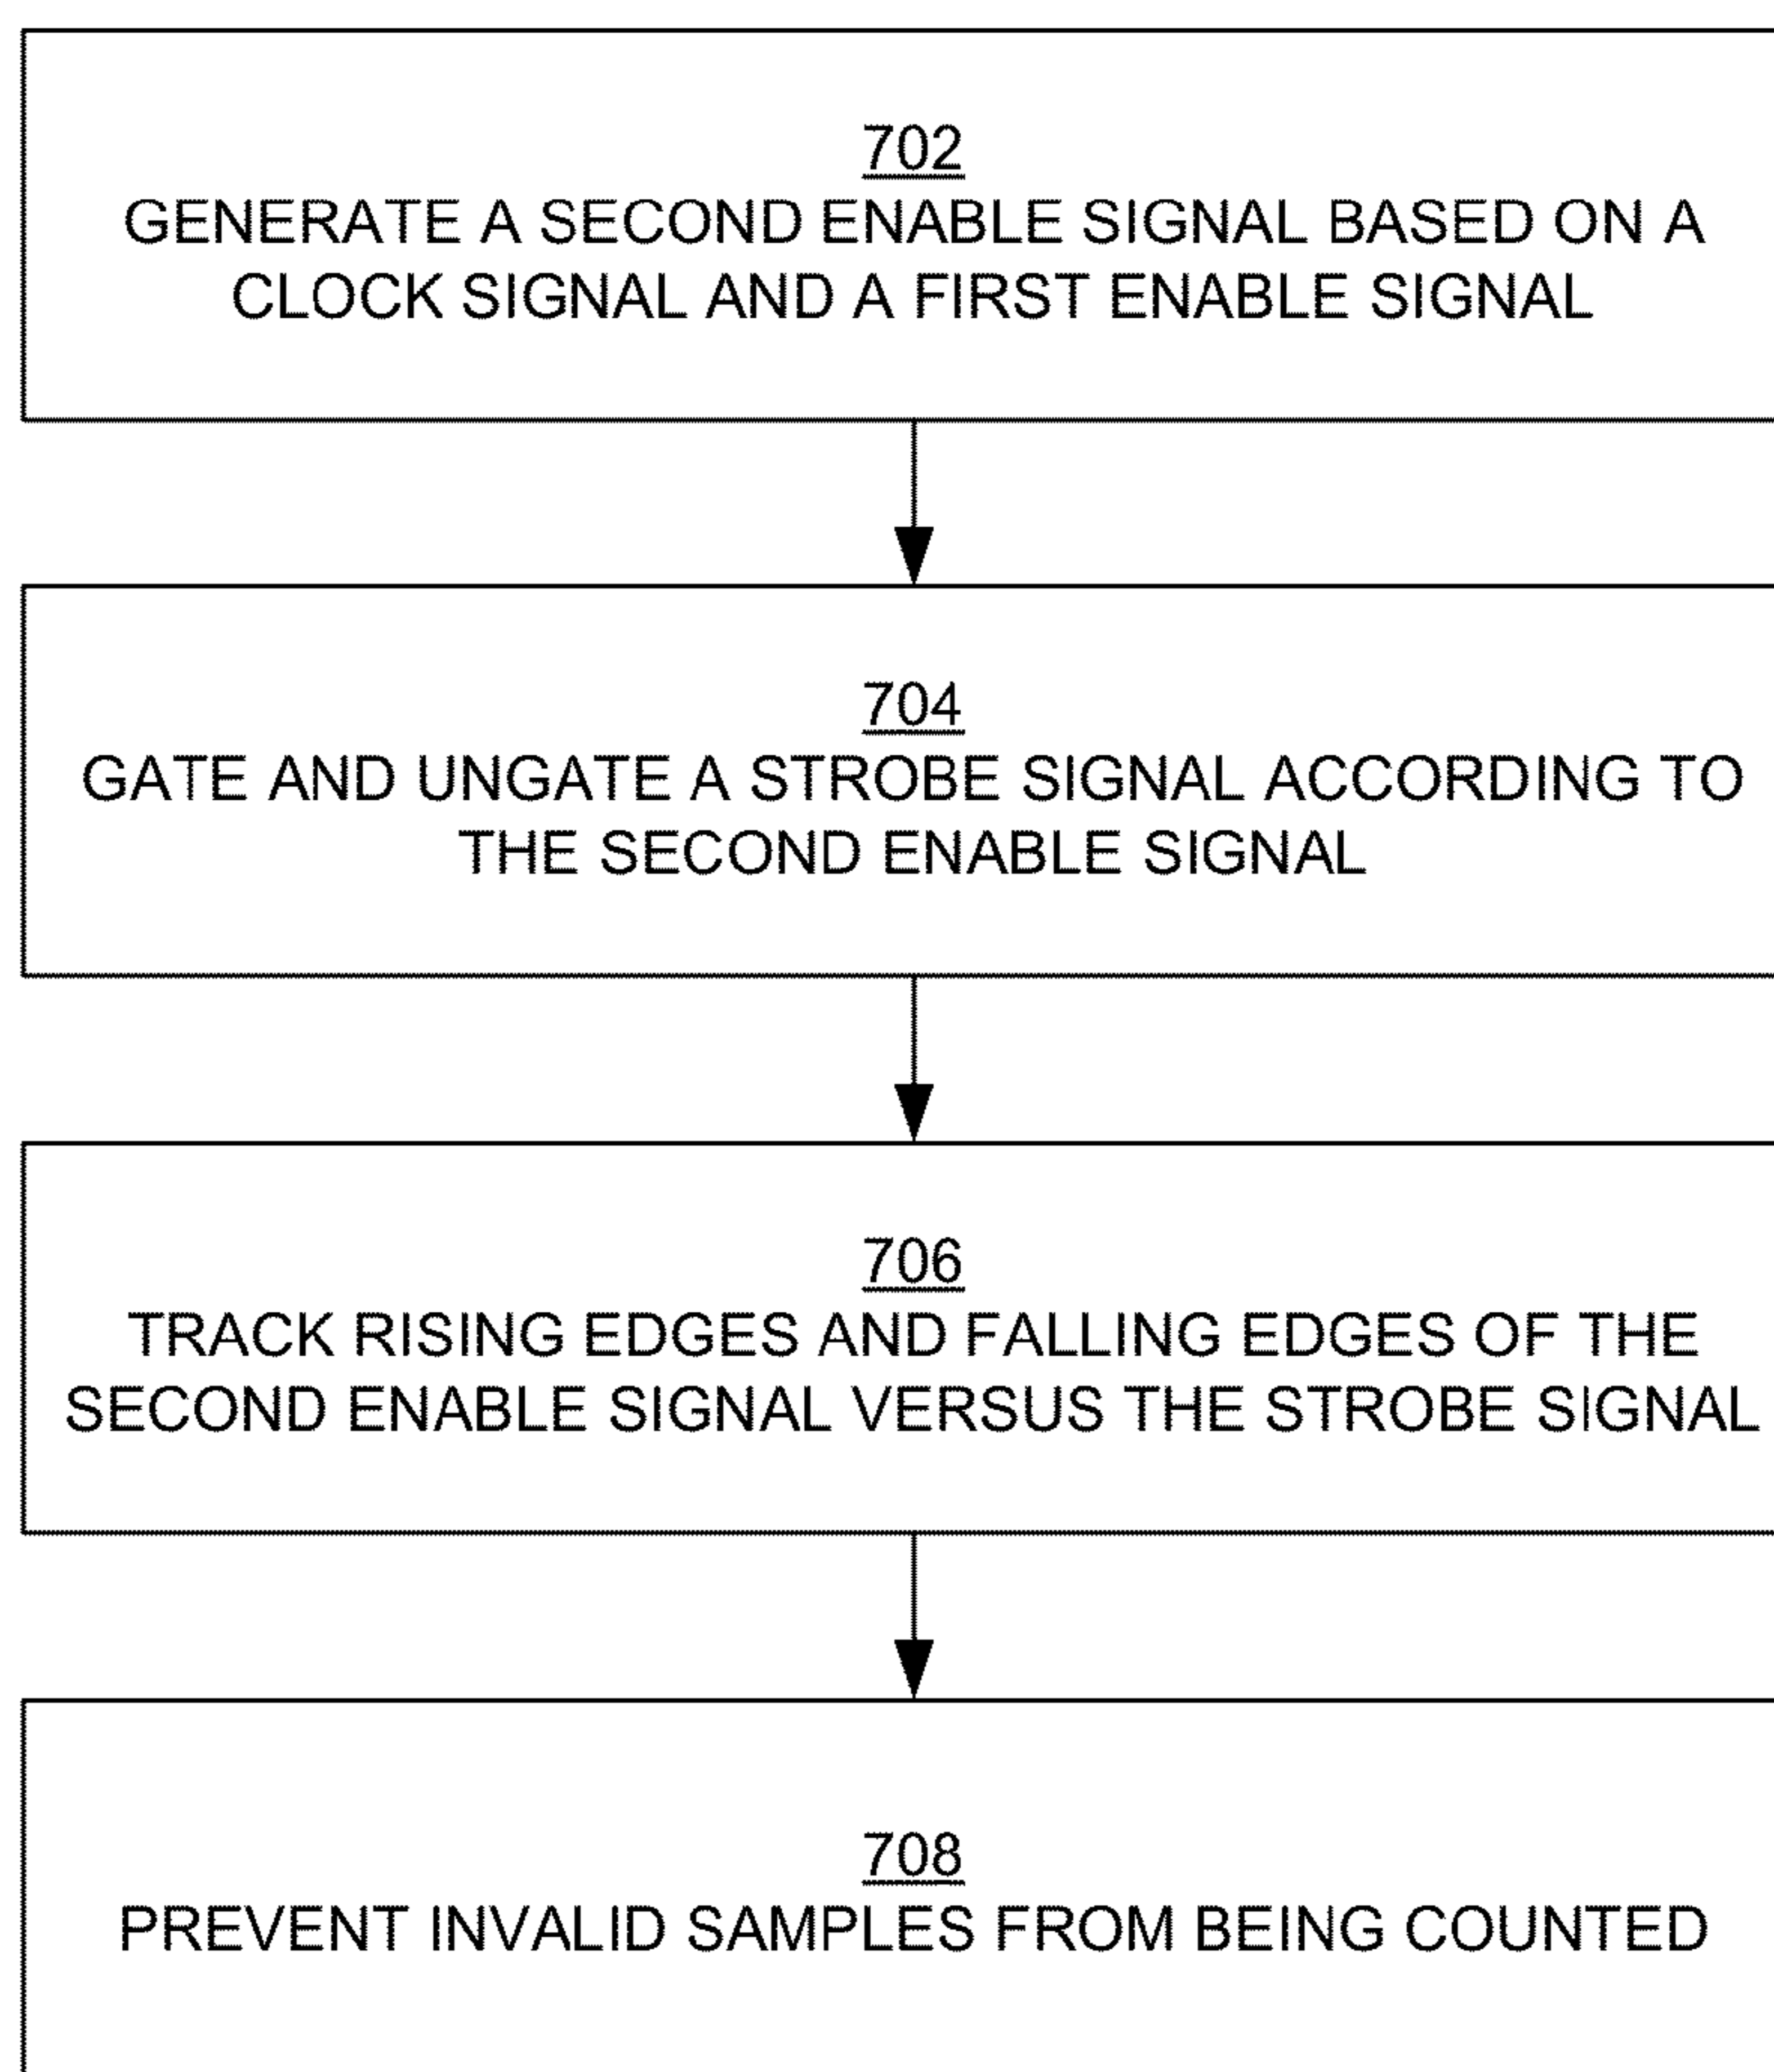 702
GENERATE A SECOND ENABLE SIGNAL BASED ON A
CLOCK SIGNAL AND A FIRST ENABLE SIGNAL
704
GATE AND UNGATE A STROBE SIGNAL ACCORDING TO
THE SECOND ENABLE SIGNAL
706
TRACK RISING EDGES AND FALLING EDGES OF THE
SECOND ENABLE SIGNAL VERSUS THE STROBE SIGNAL
708
PREVENT INVALID SAMPLES FROM BEING COUNTED